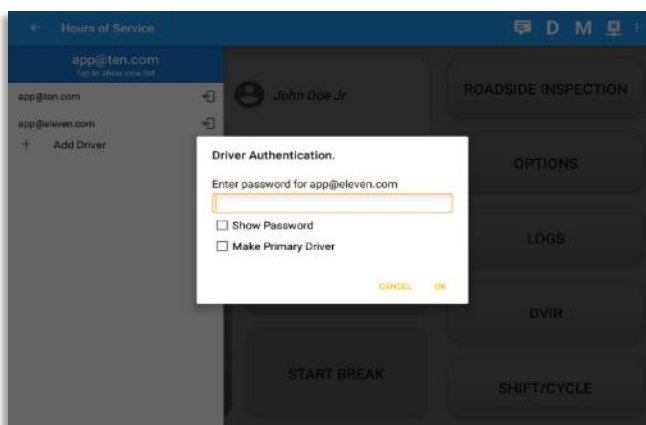 Hours of Service
D M
app@ten.com
Tap to show view list
app@ten.com
app@eleven.com
+ Add Driver
John Doe Jr
ROADSIDE INSPECTION
OPTIONS
LOGS
DVIR
START BREAK
SHIFT/CYCLE
Driver Authentication.
Enter password for app@eleven.com
Show Password
Make Primary Driver
CANCEL OK